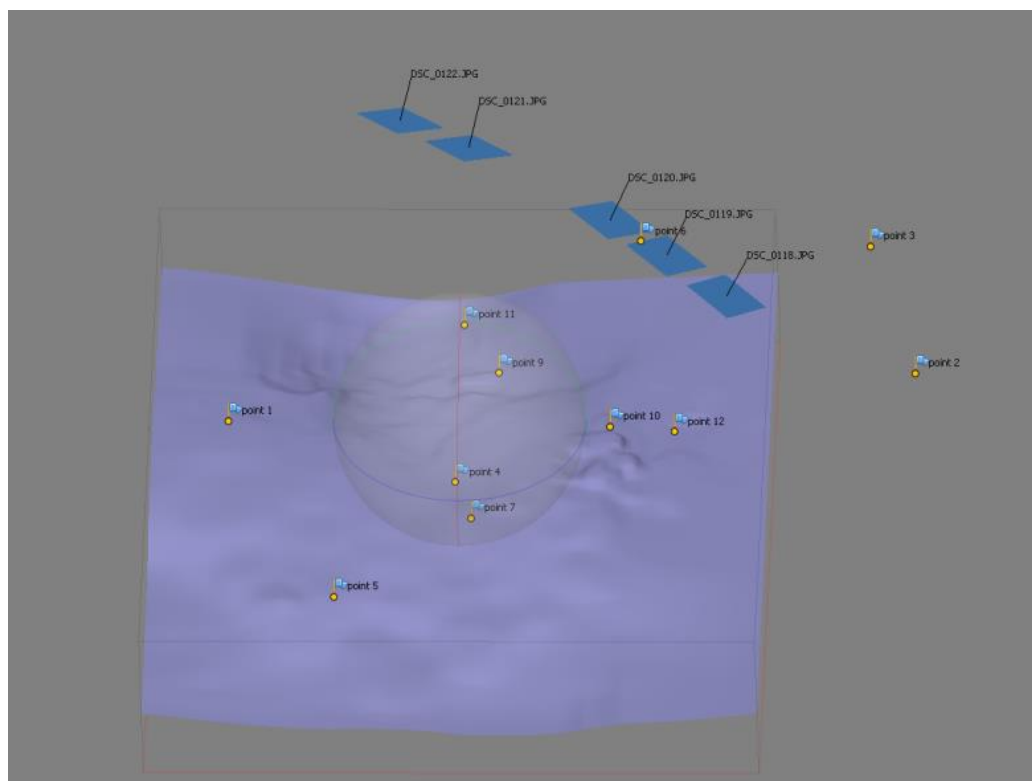 DSC_0122.JPG
DSC_0121.JPG
DSC_0120.JPG
DSC_0119.JPG
point 6
point 3
DSC_0118.JPG
point 11
point 9
point 2
point 1
point 10
point 12
point 4
point 7
point 5